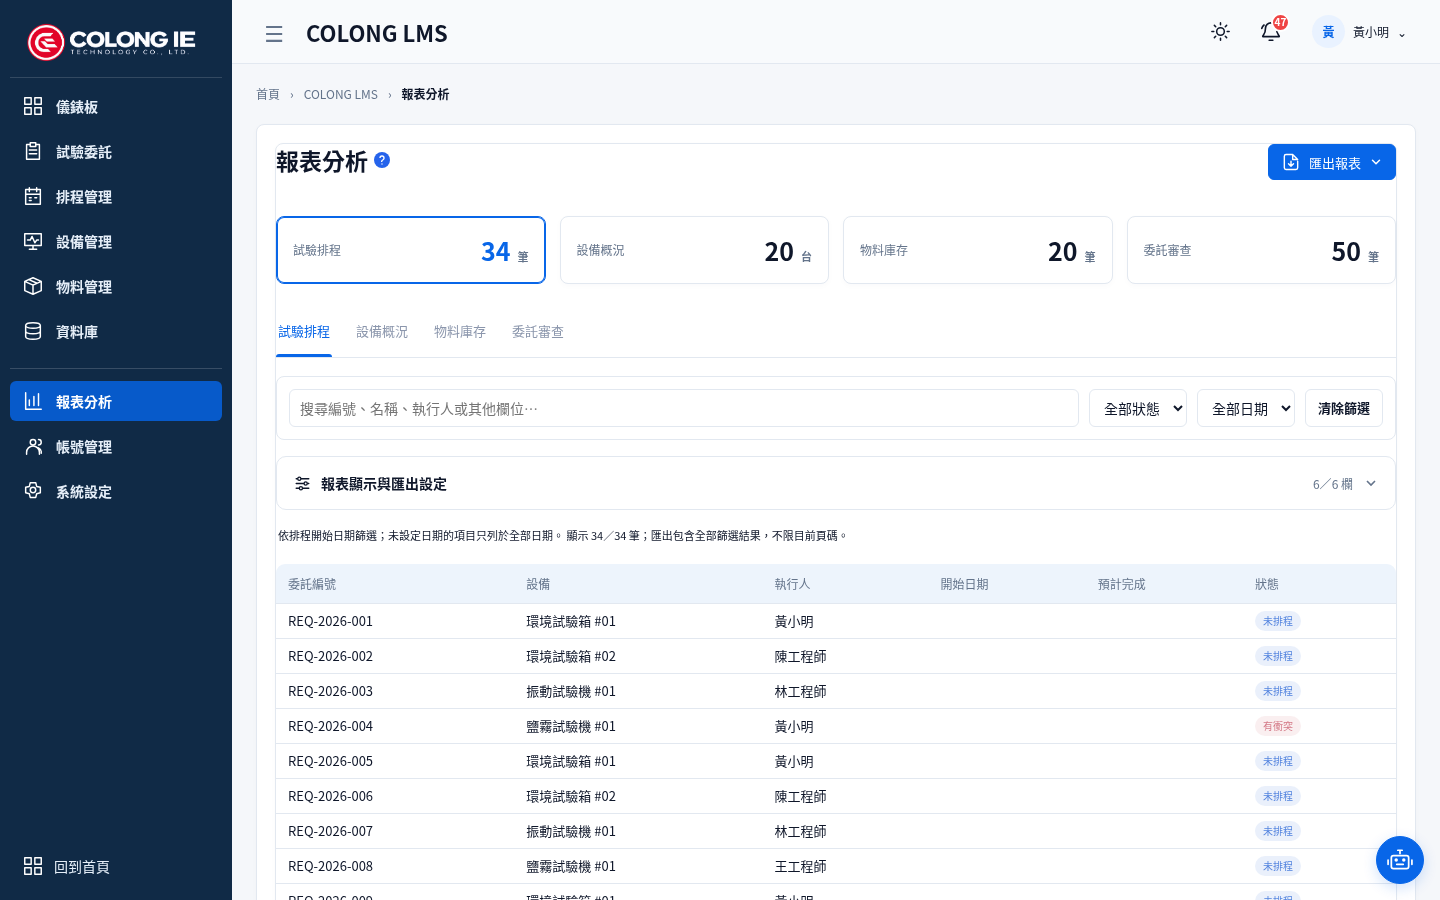 COLONG IE
TECHNOLOGY CO., LTD.
COLONG LMS
47
黃
黃小明
儀錶板
試驗委託
排程管理
設備管理
物料管理
資料庫
報表分析
帳號管理
系統設定
回到首頁
首頁 › COLONG LMS › 報表分析
報表分析 ?
匯出報表
試驗排程 34 筆
設備概況 20 台
物料庫存 20 筆
委託審查 50 筆
試驗排程 設備概況 物料庫存 委託審查
搜尋編號、名稱、執行人或其他欄位… 全部狀態 全部日期 清除篩選
報表顯示與匯出設定 6／6 欄
依排程開始日期篩選；未設定日期的項目只列於全部日期。 顯示 34／34 筆；匯出包含全部篩選結果，不限目前頁碼。
委託編號 設備 執行人 開始日期 預計完成 狀態
REQ-2026-001 環境試驗箱 #01 黃小明 未排程
REQ-2026-002 環境試驗箱 #02 陳工程師 未排程
REQ-2026-003 振動試驗機 #01 林工程師 未排程
REQ-2026-004 鹽霧試驗機 #01 黃小明 有衝突
REQ-2026-005 環境試驗箱 #01 黃小明 未排程
REQ-2026-006 環境試驗箱 #02 陳工程師 未排程
REQ-2026-007 振動試驗機 #01 林工程師 未排程
REQ-2026-008 鹽霧試驗機 #01 王工程師 未排程
REQ-2026-009 環境試驗箱 #01 黃小明 未排程